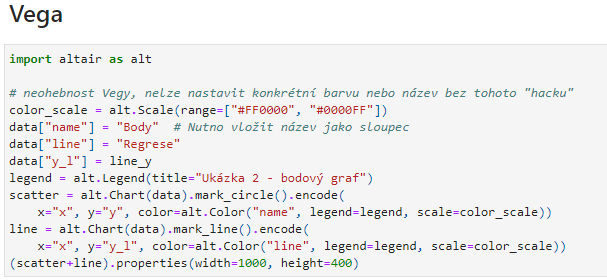 Vega
import altair as alt
# neohebnost Vegy, nelze nastavit konkrétní barvu nebo název bez tohoto "hacku"
color_scale = alt.Scale(range=["#FF0000", "#0000FF"])
data["name"] = "Body"  # Nutno vložit název jako sloupec
data["line"] = "Regrese"
data["y_l"] = line_y
legend = alt.Legend(title="Ukázka 2 - bodový graf")
scatter = alt.Chart(data).mark_circle().encode(
    x="x", y="y", color=alt.Color("name", legend=legend, scale=color_scale))
line = alt.Chart(data).mark_line().encode(
    x="x", y="y_l", color=alt.Color("line", legend=legend, scale=color_scale))
(scatter+line).properties(width=1000, height=400)